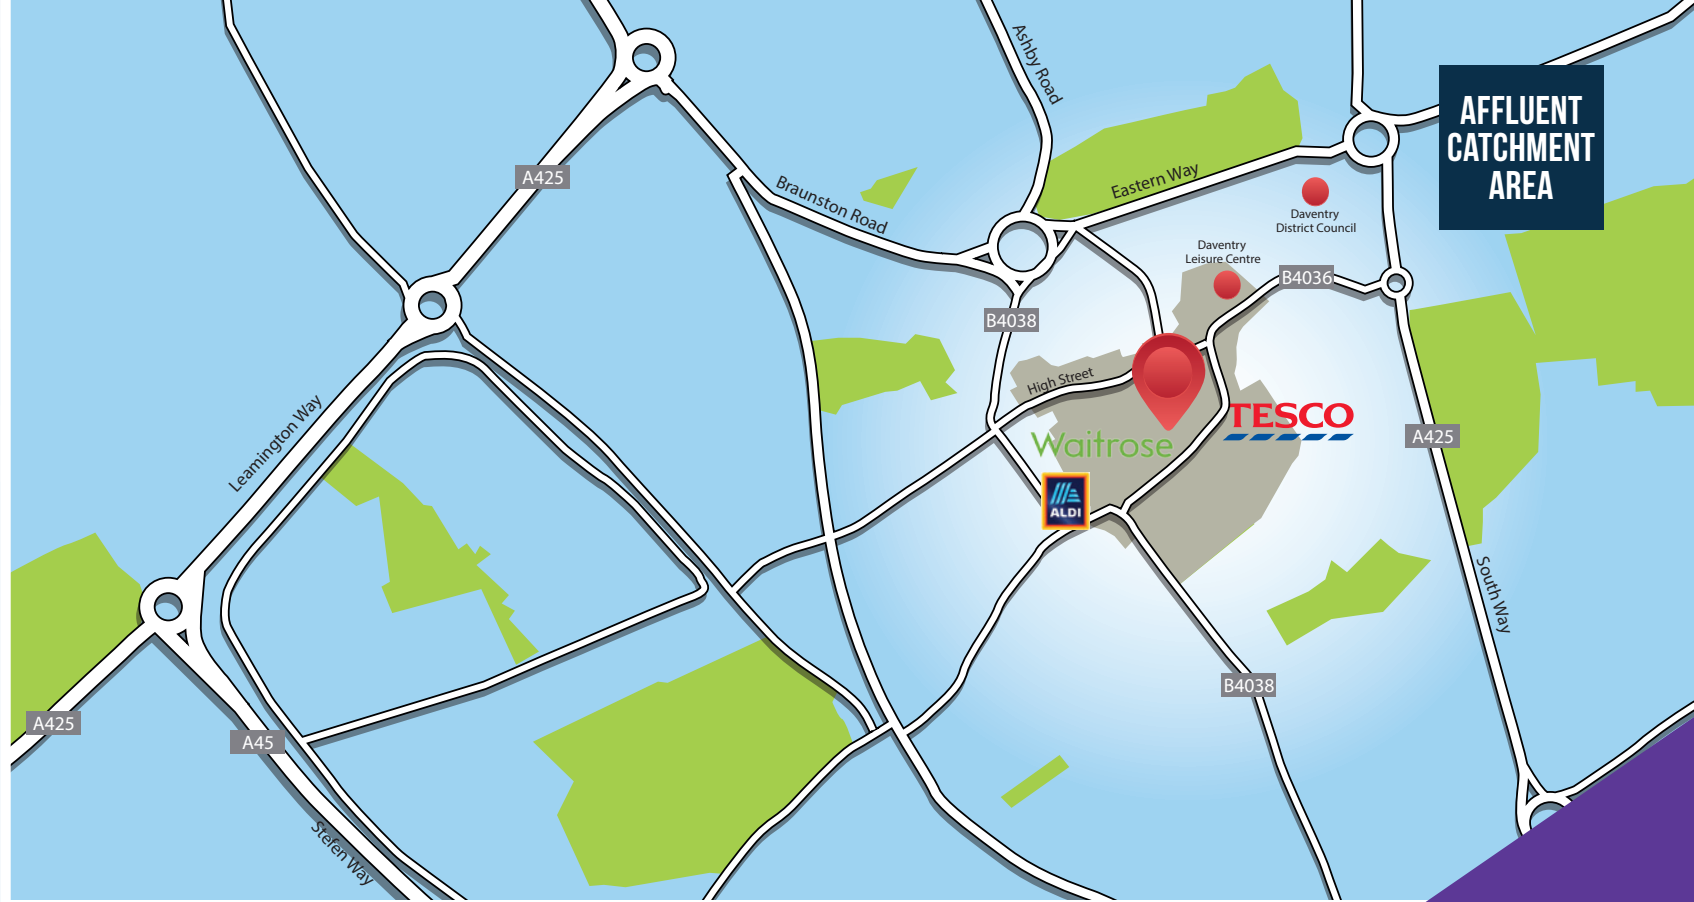 Ashby Road
AFFLUENT
CATCHMENT
AREA
A425
Braunston Road
Eastern Way
Daventry
District Council
Daventry
Leisure Centre
B4036
B4038
High Street
TESCO
Waitrose
A425
Leamington Way
ALDI
South Way
B4038
A425
A45
Stefen Way